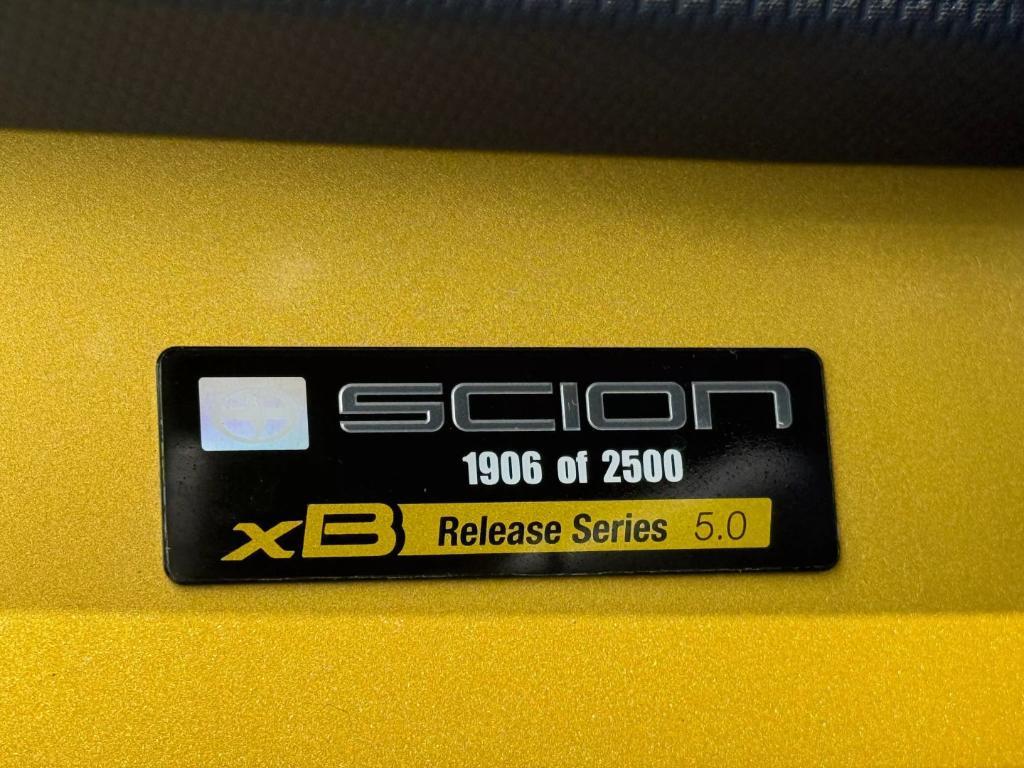 SCION
1906 of 2500
xB Release Series 5.0